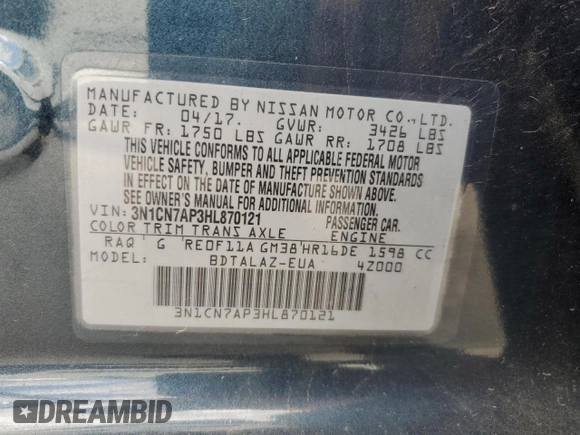 MANUFACTURED BY NISSAN MOTOR CO.,LTD.
DATE: 04/17. GVWR: 3426 LBS
GAWR FR: 1750 LBS GAWR RR: 1708 LBS
THIS VEHICLE CONFORMS TO ALL APPLICABLE FEDERAL MOTOR
VEHICLE SAFETY, BUMPER AND THEFT PREVENTION STANDARDS
IN EFFECT ON THE DATE OF MANUFACTURE SHOWN ABOVE.
SEE OWNER'S MANUAL FOR ADDITIONAL INFORMATION.
VIN: 3N1CN7AP3HL870121 PASSENGER CAR.
COLOR TRIM TRANS AXLE ENGINE
RAQ G RE0F11A GM38 HR16DE 1598 CC
MODEL: BDTALAZ-EUA 4Z000
3N1CN7AP3HL870121
DREAMBID